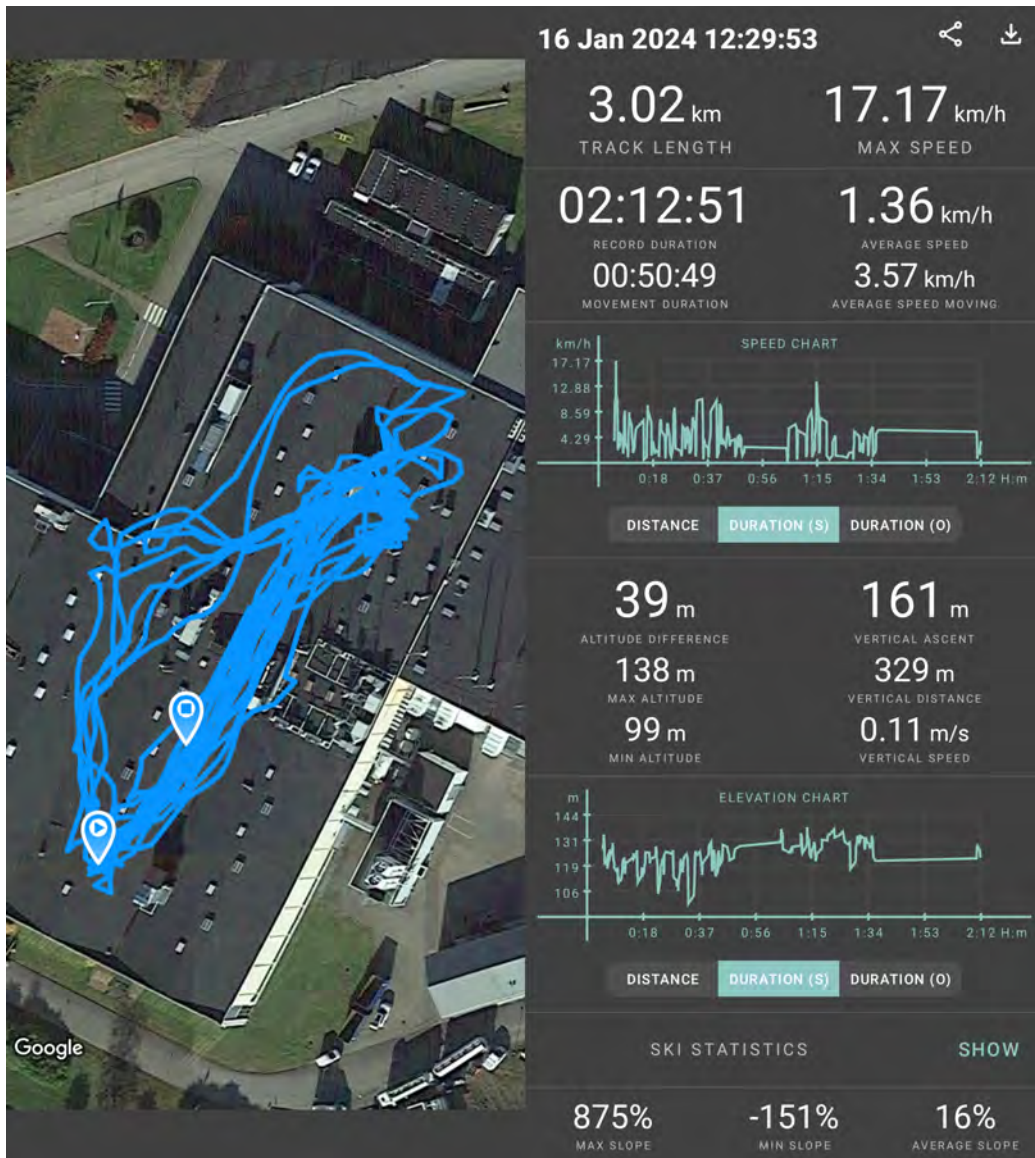 16 Jan 2024 12:29:53
3.02 km
17.17 km/h
TRACK LENGTH
MAX SPEED
02:12:51
1.36 km/h
RECORD DURATION
AVERAGE SPEED
00:50:49
3.57 km/h
MOVEMENT DURATION
AVERAGE SPEED MOVING
km/h
SPEED CHART
17.17
12.88
8.59
4.29
0:18 0:37 0:56 1:15 1:34 1:53 2:12 H:m
DISTANCE DURATION (S) DURATION (O)
39 m
161 m
ALTITUDE DIFFERENCE
VERTICAL ASCENT
138 m
329 m
MAX ALTITUDE
VERTICAL DISTANCE
99 m
0.11 m/s
MIN ALTITUDE
VERTICAL SPEED
m
ELEVATION CHART
144
131
119
106
0:18 0:37 0:56 1:15 1:34 1:53 2:12 H:m
DISTANCE DURATION (S) DURATION (O)
SKI STATISTICS
SHOW
875%
-151%
16%
MAX SLOPE
MIN SLOPE
AVERAGE SLOPE
Google